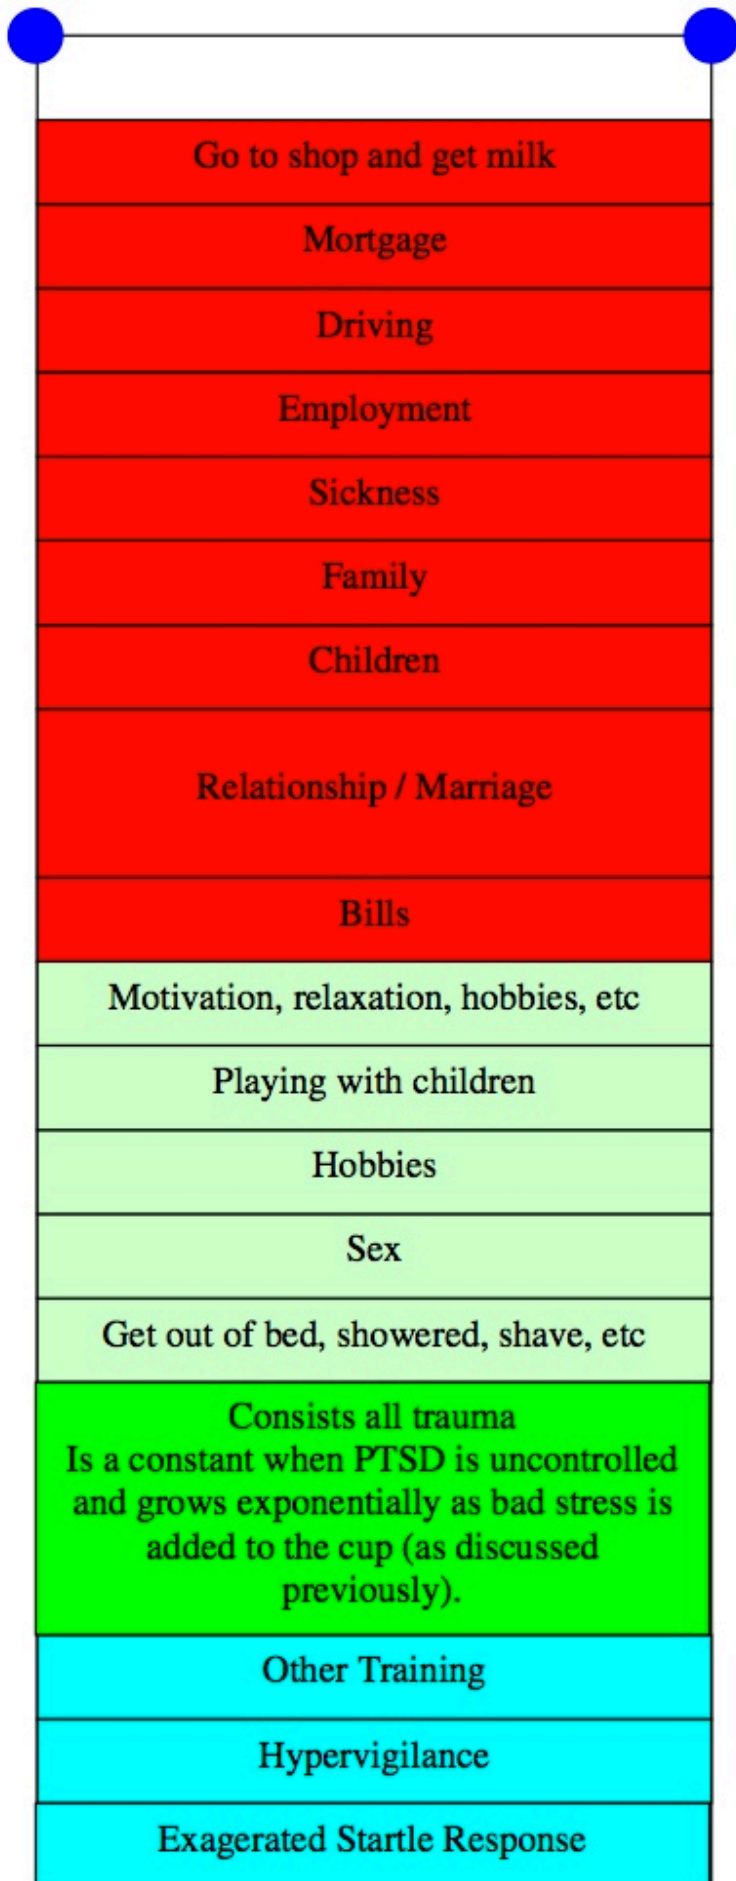 Go to shop and get milk
Mortgage
Driving
Employment
Sickness
Family
Children
Relationship / Marriage
Bills
Motivation, relaxation, hobbies, etc
Playing with children
Hobbies
Sex
Get out of bed, showered, shave, etc
Consists all trauma
Is a constant when PTSD is uncontrolled
and grows exponentially as bad stress is
added to the cup (as discussed
previously).
Other Training
Hypervigilance
Exagerated Startle Response